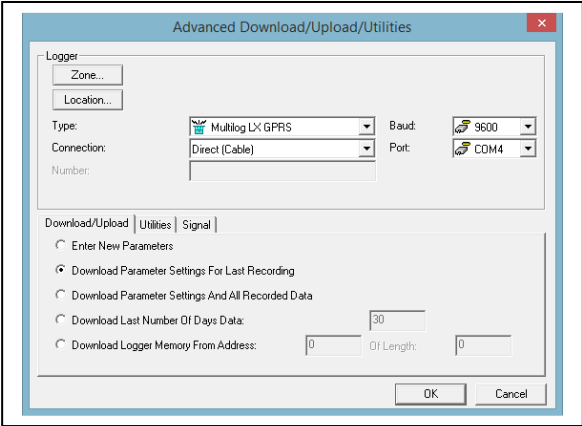 Advanced Download/Upload/Utilities
Logger
Zone...
Location...
Type: Multilog LX GPRS Baud: 9600
Connection: Direct (Cable) Port: COM4
Number:
Download/Upload Utilities Signal
Enter New Parameters
Download Parameter Settings For Last Recording
Download Parameter Settings And All Recorded Data
Download Last Number Of Days Data: 30
Download Logger Memory From Address: 0 Of Length: 0
OK Cancel